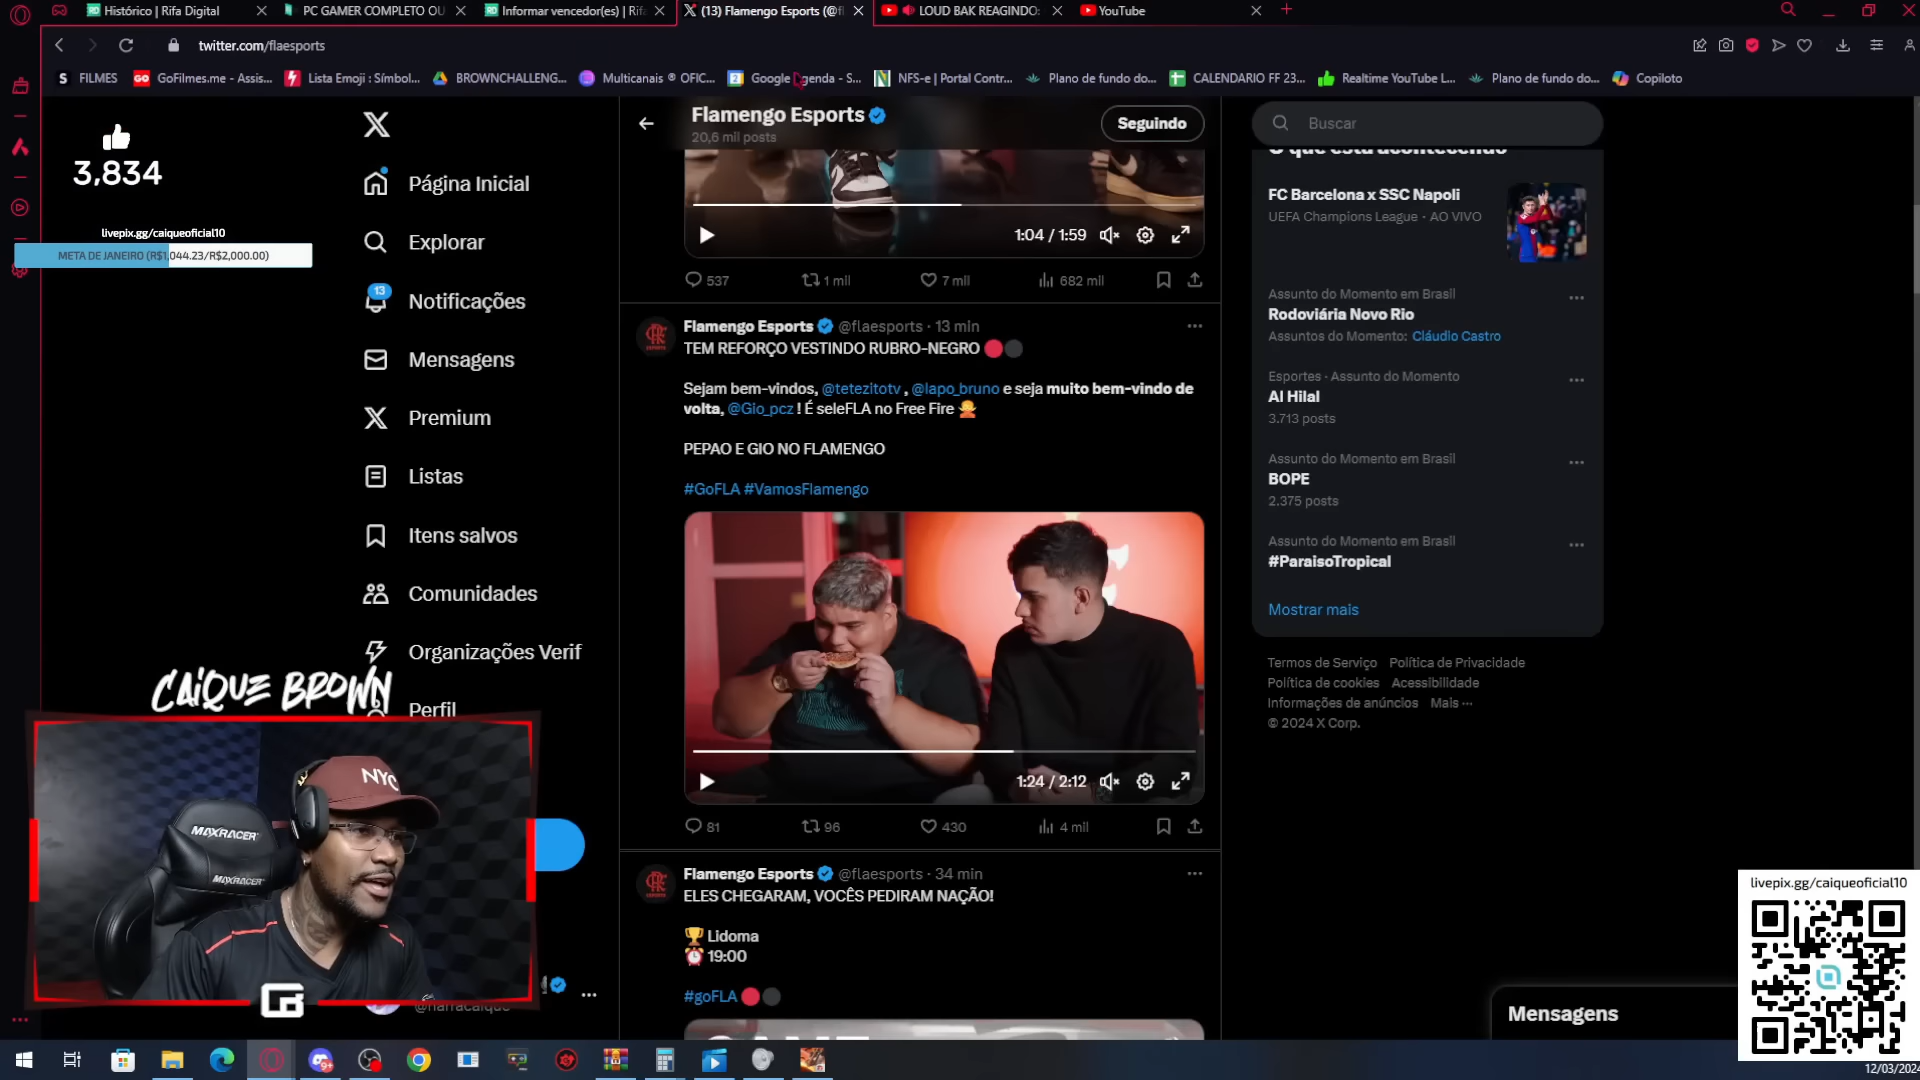 Histórico | Rifa Digital
PC GAMER COMPLETO OU
Informar vencedor(es) | Rifa
(13) Flamengo Esports (@fl
LOUD BAK REAGINDO:
YouTube
twitter.com/flaesports
FILMES
GoFilmes.me - Assis...
Lista Emoji : Símbol...
BROWNCHALLENG...
Multicanais ® OFIC...
Google Agenda - S...
NFS-e | Portal Contr...
Plano de fundo do...
CALENDARIO FF 23...
Realtime YouTube L...
Plano de fundo do...
Copiloto
3,834
livepix.gg/caiqueoficial10
META DE JANEIRO (R$1,044.23/R$2,000.00)
Página Inicial
Explorar
13
Notificações
Mensagens
Premium
Listas
Itens salvos
Comunidades
Organizações Verif
Perfil
CAIQUE BROWN
NYC
MAXRACER
MAXRACER
@narracaique
Flamengo Esports
20,6 mil posts
Seguindo
1:04 / 1:59
537
1 mil
7 mil
682 mil
Flamengo Esports @flaesports · 13 min
TEM REFORÇO VESTINDO RUBRO-NEGRO 🔴⚫
Sejam bem-vindos, @tetezitotv , @lapo_bruno e seja muito bem-vindo de
volta, @Gio_pcz ! É seleFLA no Free Fire 🙅
PEPAO E GIO NO FLAMENGO
#GoFLA #VamosFlamengo
1:24 / 2:12
81
96
430
4 mil
Flamengo Esports @flaesports · 34 min
ELES CHEGARAM, VOCÊS PEDIRAM NAÇÃO!
🏆 Lidoma
⏰ 19:00
#goFLA 🔴⚫
Buscar
O que está acontecendo
FC Barcelona x SSC Napoli
UEFA Champions League · AO VIVO
Assunto do Momento em Brasil
Rodoviária Novo Rio
Assuntos do Momento: Cláudio Castro
Esportes · Assunto do Momento
Al Hilal
3.713 posts
Assunto do Momento em Brasil
BOPE
2.375 posts
Assunto do Momento em Brasil
#ParaisoTropical
Mostrar mais
Termos de Serviço Política de Privacidade
Política de cookies Acessibilidade
Informações de anúncios Mais ···
© 2024 X Corp.
livepix.gg/caiqueoficial10
Mensagens
9+
12/03/2024